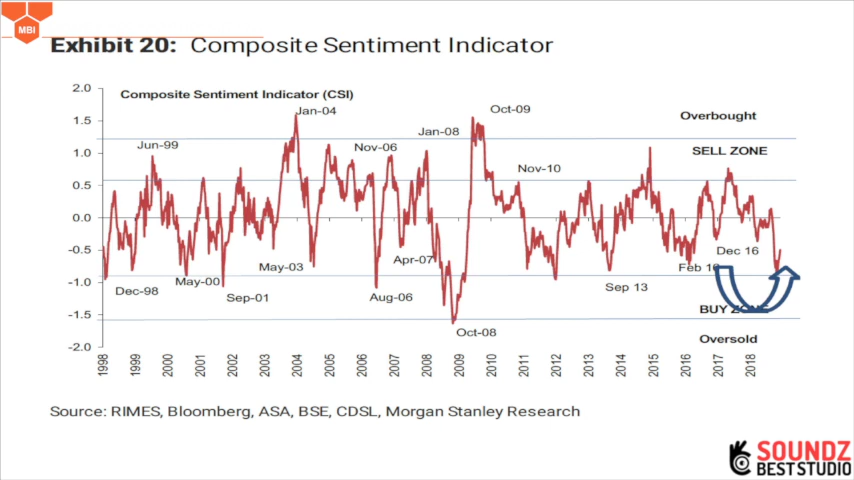 MBI
Exhibit 20: Composite Sentiment Indicator
2.0
Composite Sentiment Indicator (CSI)
Jan-04
Oct-09
Overbought
1.5
Jan-08
Jun-99
Nov-06
SELL ZONE
1.0
Nov-10
0.5
0.0
Dec 16
-0.5
Apr-07
May-03
Feb 16
May-00
Dec-98
Sep-01
Aug-06
Sep 13
-1.0
BUY ZONE
-1.5
Oct-08
Oversold
-2.0
1998 1999 2000 2001 2002 2003 2004 2005 2006 2007 2008 2009 2010 2011 2012 2013 2014 2015 2016 2017 2018
Source: RIMES, Bloomberg, ASA, BSE, CDSL, Morgan Stanley Research
SOUNDZ
BEST STUDIO